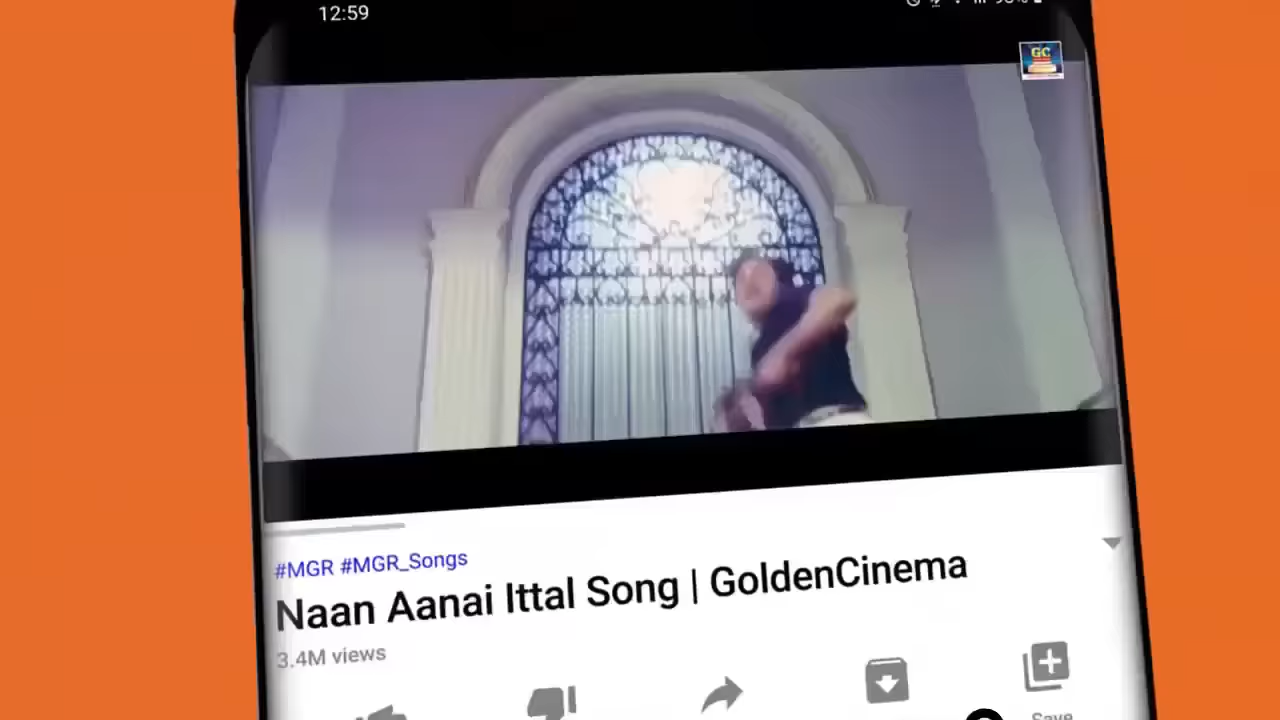 12:59
GC
#MGR #MGR_Songs
Naan Aanai Ittal Song | GoldenCinema
3.4M views
Save